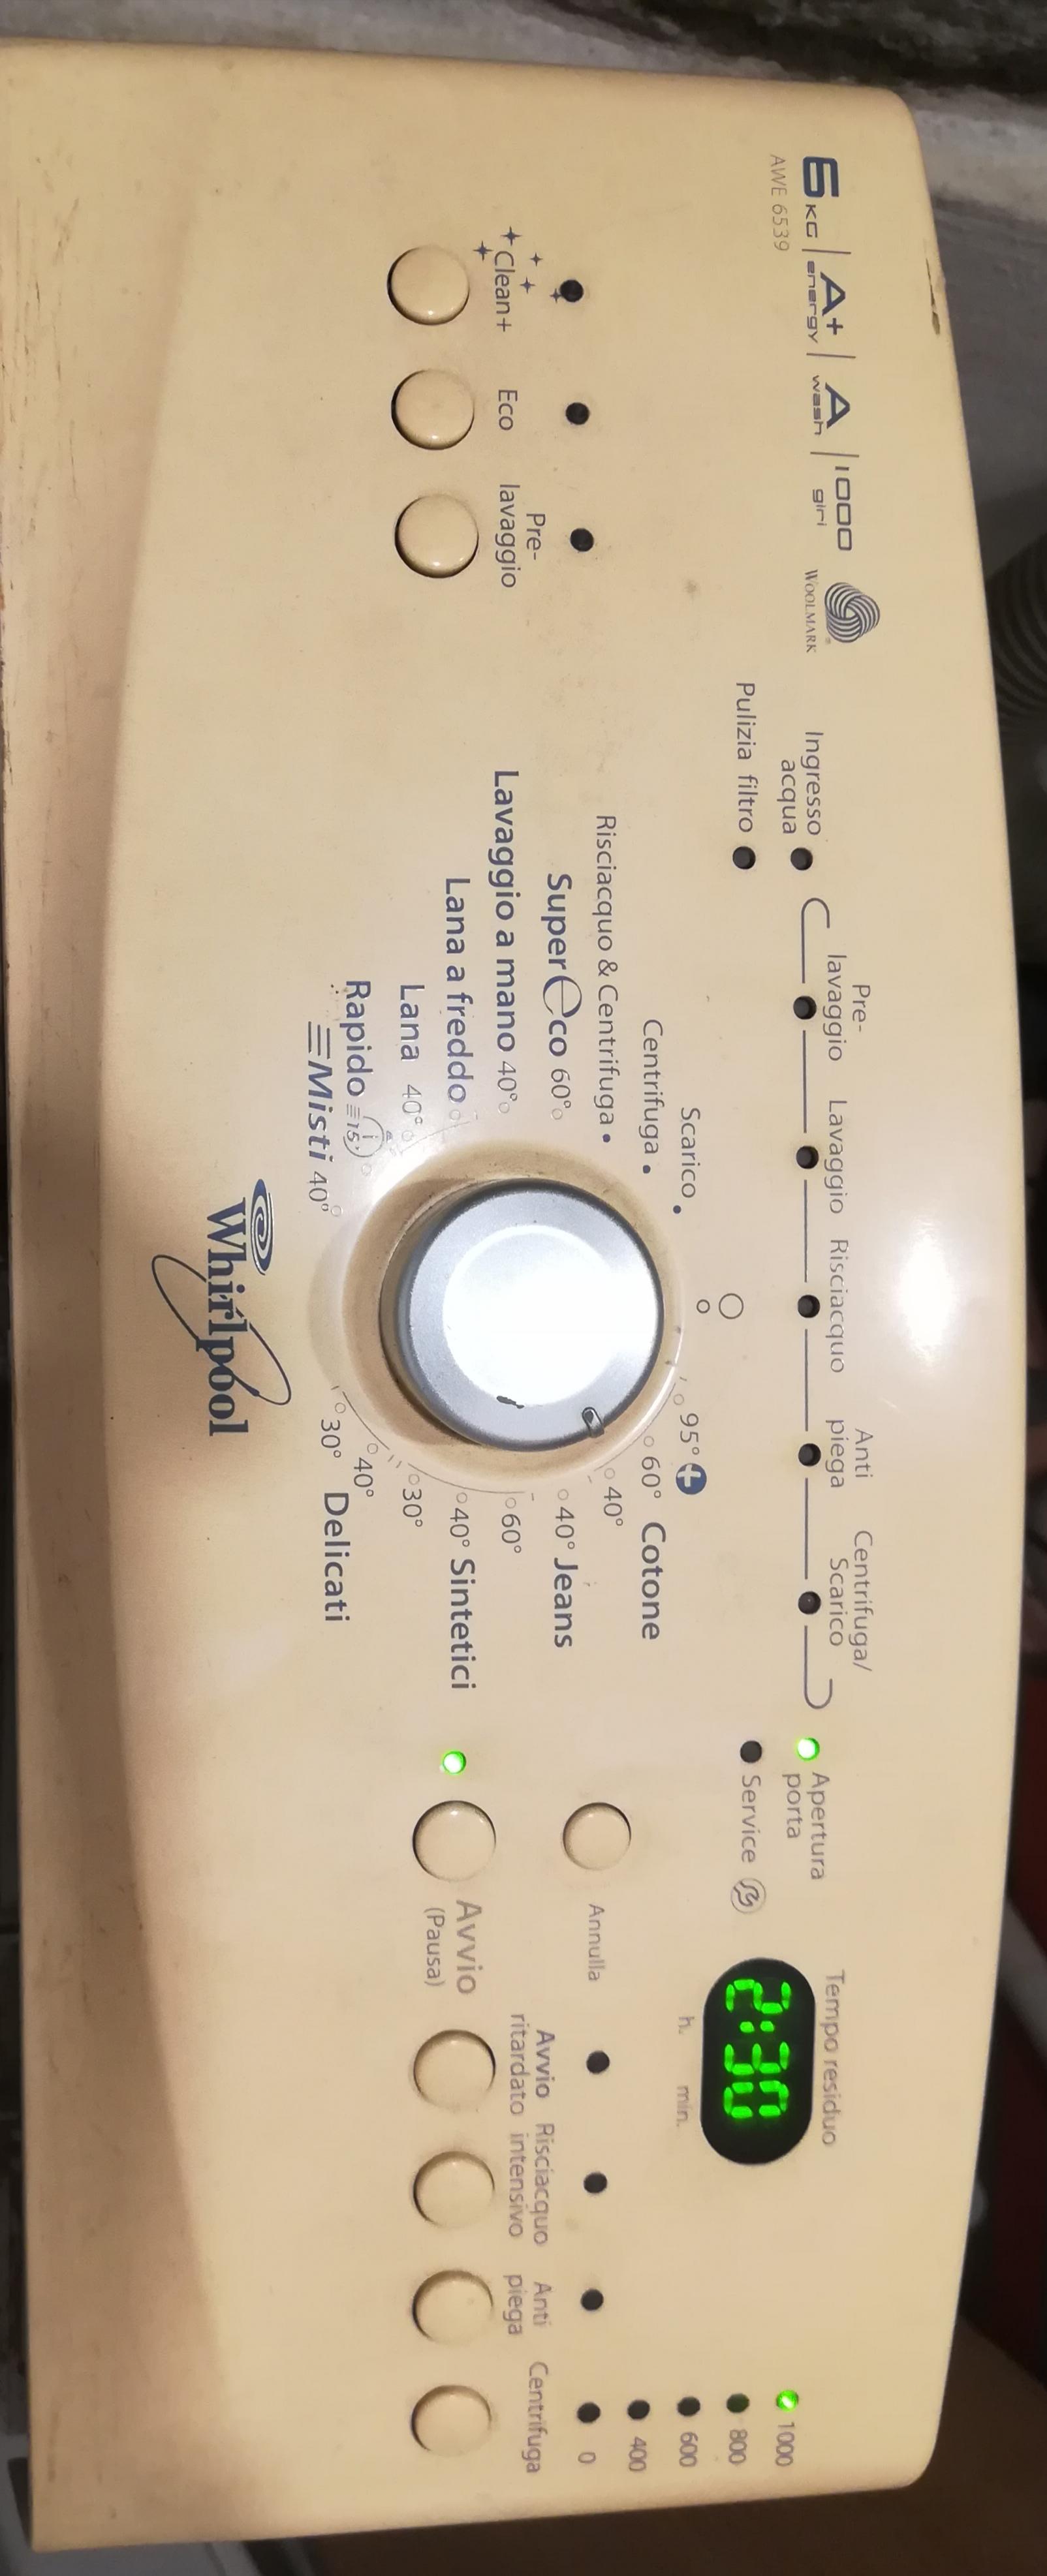 6 KG | A+ energy | A wash | 1000 giri WOOLMARK
AWE 6539
Clean+
Eco
Pre-
lavaggio
Ingresso
acqua
Pulizia filtro
Pre-
lavaggio
Lavaggio
Risciacquo
Anti
piega
Centrifuga/
Scarico
Apertura
porta
Service
Scarico
Centrifuga
Risciacquo & Centrifuga
Super eco 60°
Lavaggio a mano 40°
Lana a freddo
Lana 40°
Rapido 15'
Misti 40°
95°
60° Cotone
40°
40° Jeans
60°
40° Sintetici
30°
40°
30° Delicati
Whirlpool
Tempo residuo
2:30
h. min.
Annulla
Avvio
(Pausa)
Avvio
ritardato
Risciacquo
intensivo
Anti
piega
Centrifuga
1000
800
600
400
0